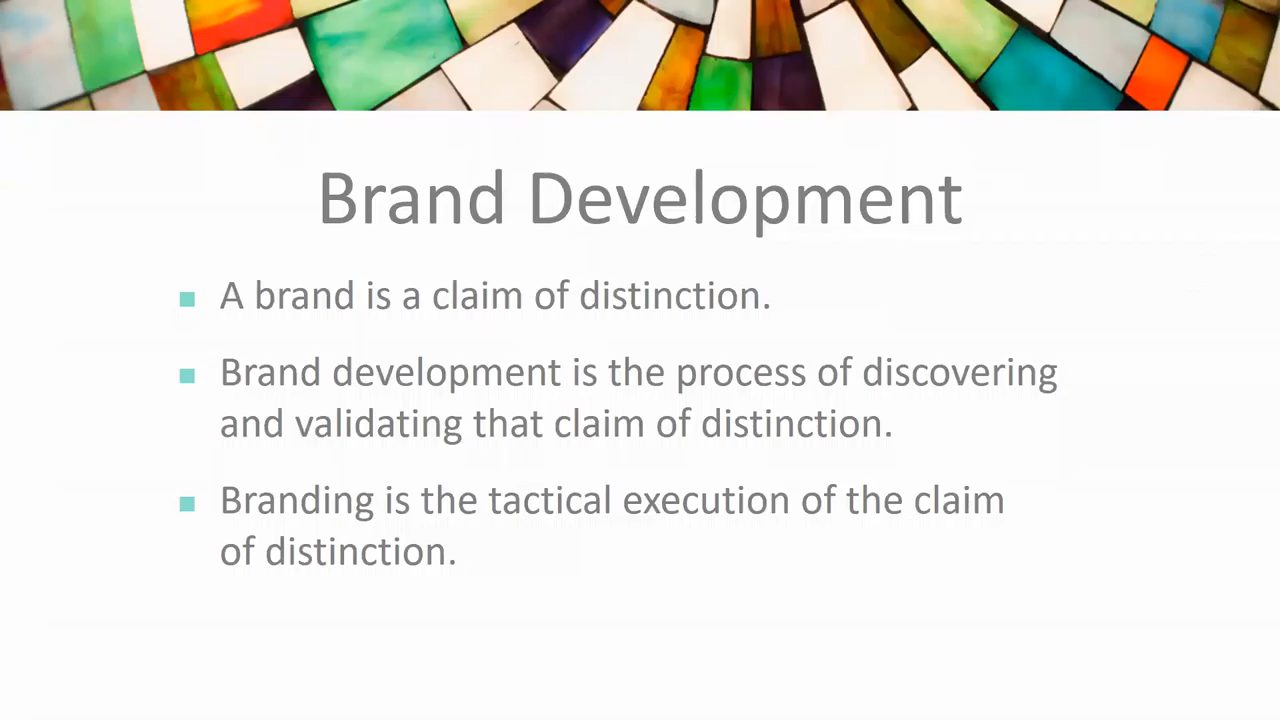 Brand Development
A brand is a claim of distinction.
Brand development is the process of discovering
and validating that claim of distinction.
Branding is the tactical execution of the claim
of distinction.